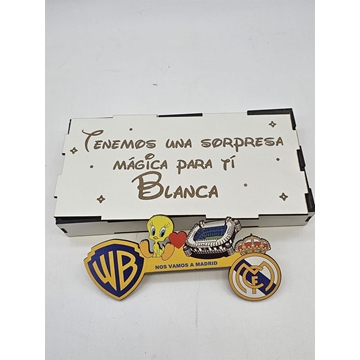 TENEMOS UNA SORPRESA
MÁGICA PARA TÍ
BLANCA
WB
NOS VAMOS A MADRID